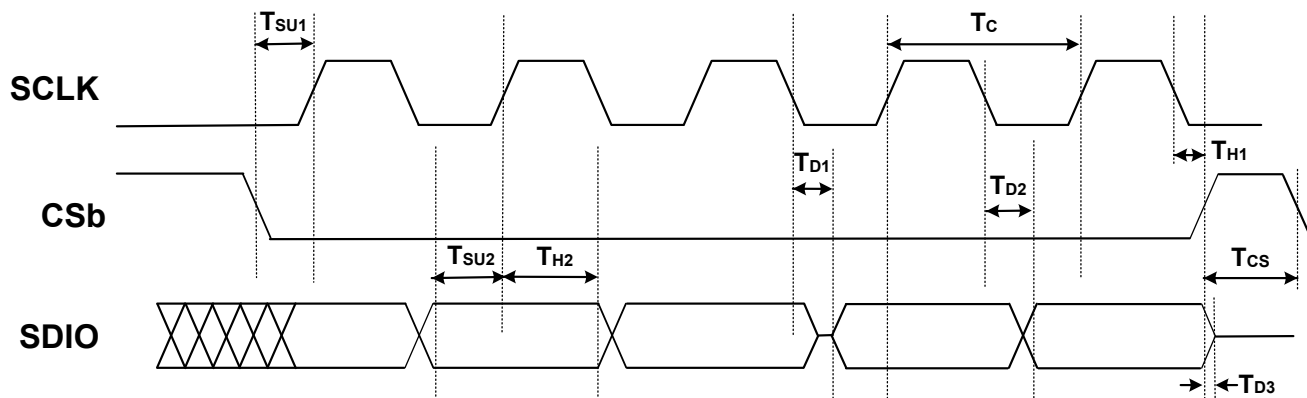 TSU1
TC
SCLK
TD1
TH1
TD2
CSb
TSU2
TH2
TCS
SDIO
TD3